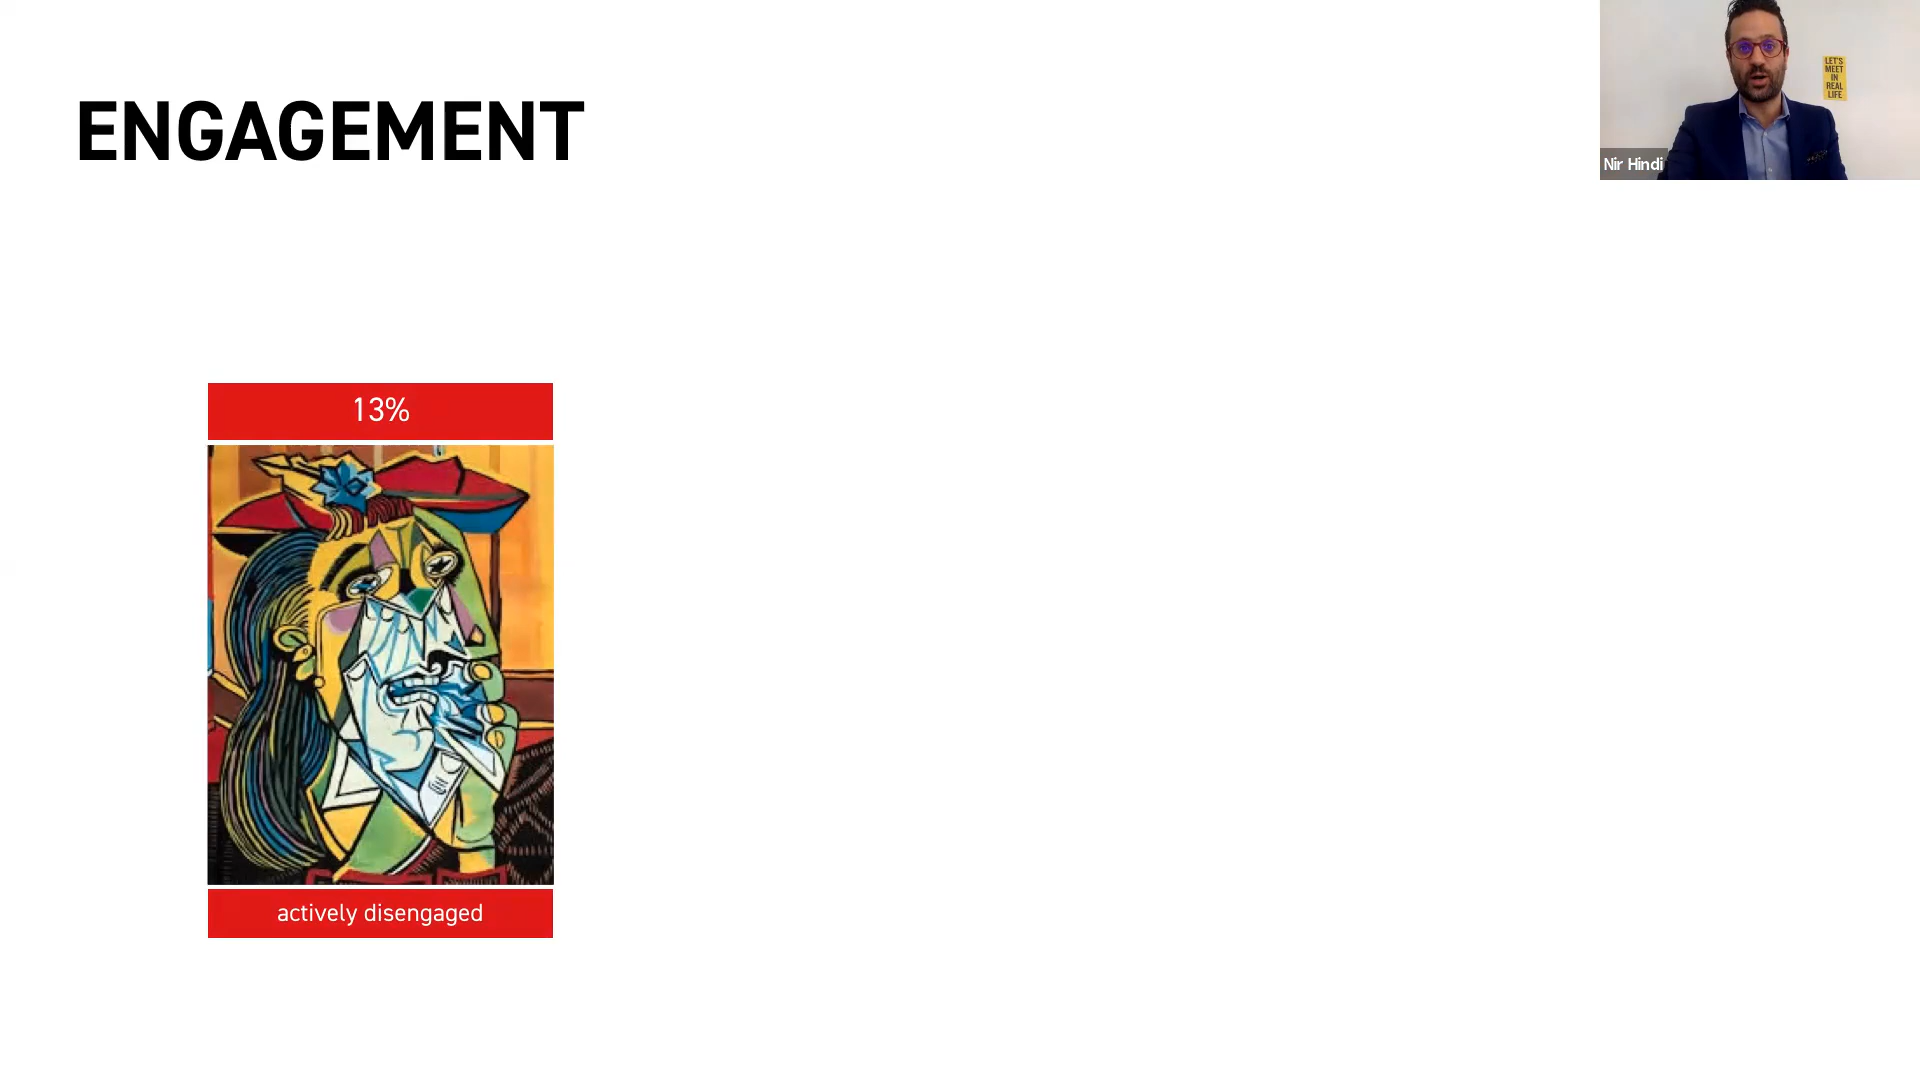 ENGAGEMENT
LET'S
MEET
IN
REAL
LIFE
Nir Hindi
13%
actively disengaged